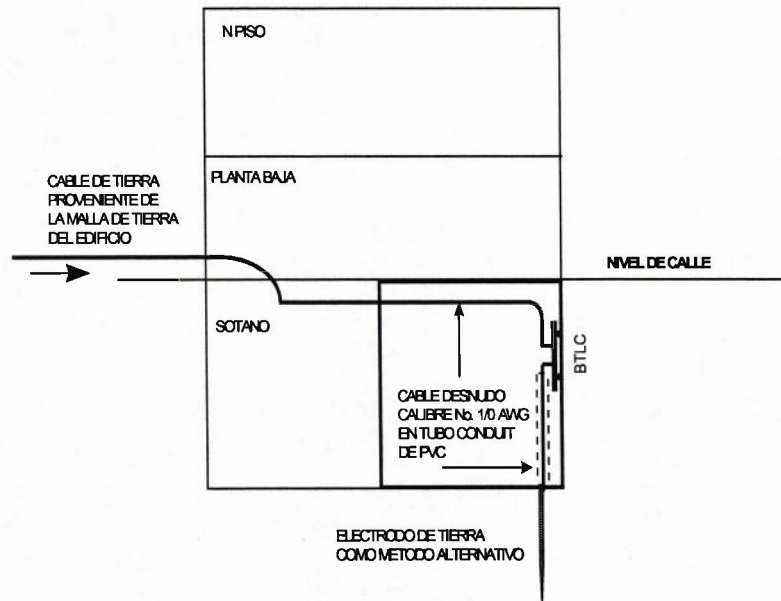 N PISO
PLANTA BAJA
CABLE DE TIERRA
PROVENIENTE DE
LA MALLA DE TIERRA
DEL EDIFICIO
NIVEL DE CALLE
SOTANO
BTLC
CABLE DESNUDO
CALIBRE No. 1/0 AWG
EN TUBO CONDUIT
DE PVC
ELECTRODO DE TIERRA
COMO METODO ALTERNATIVO